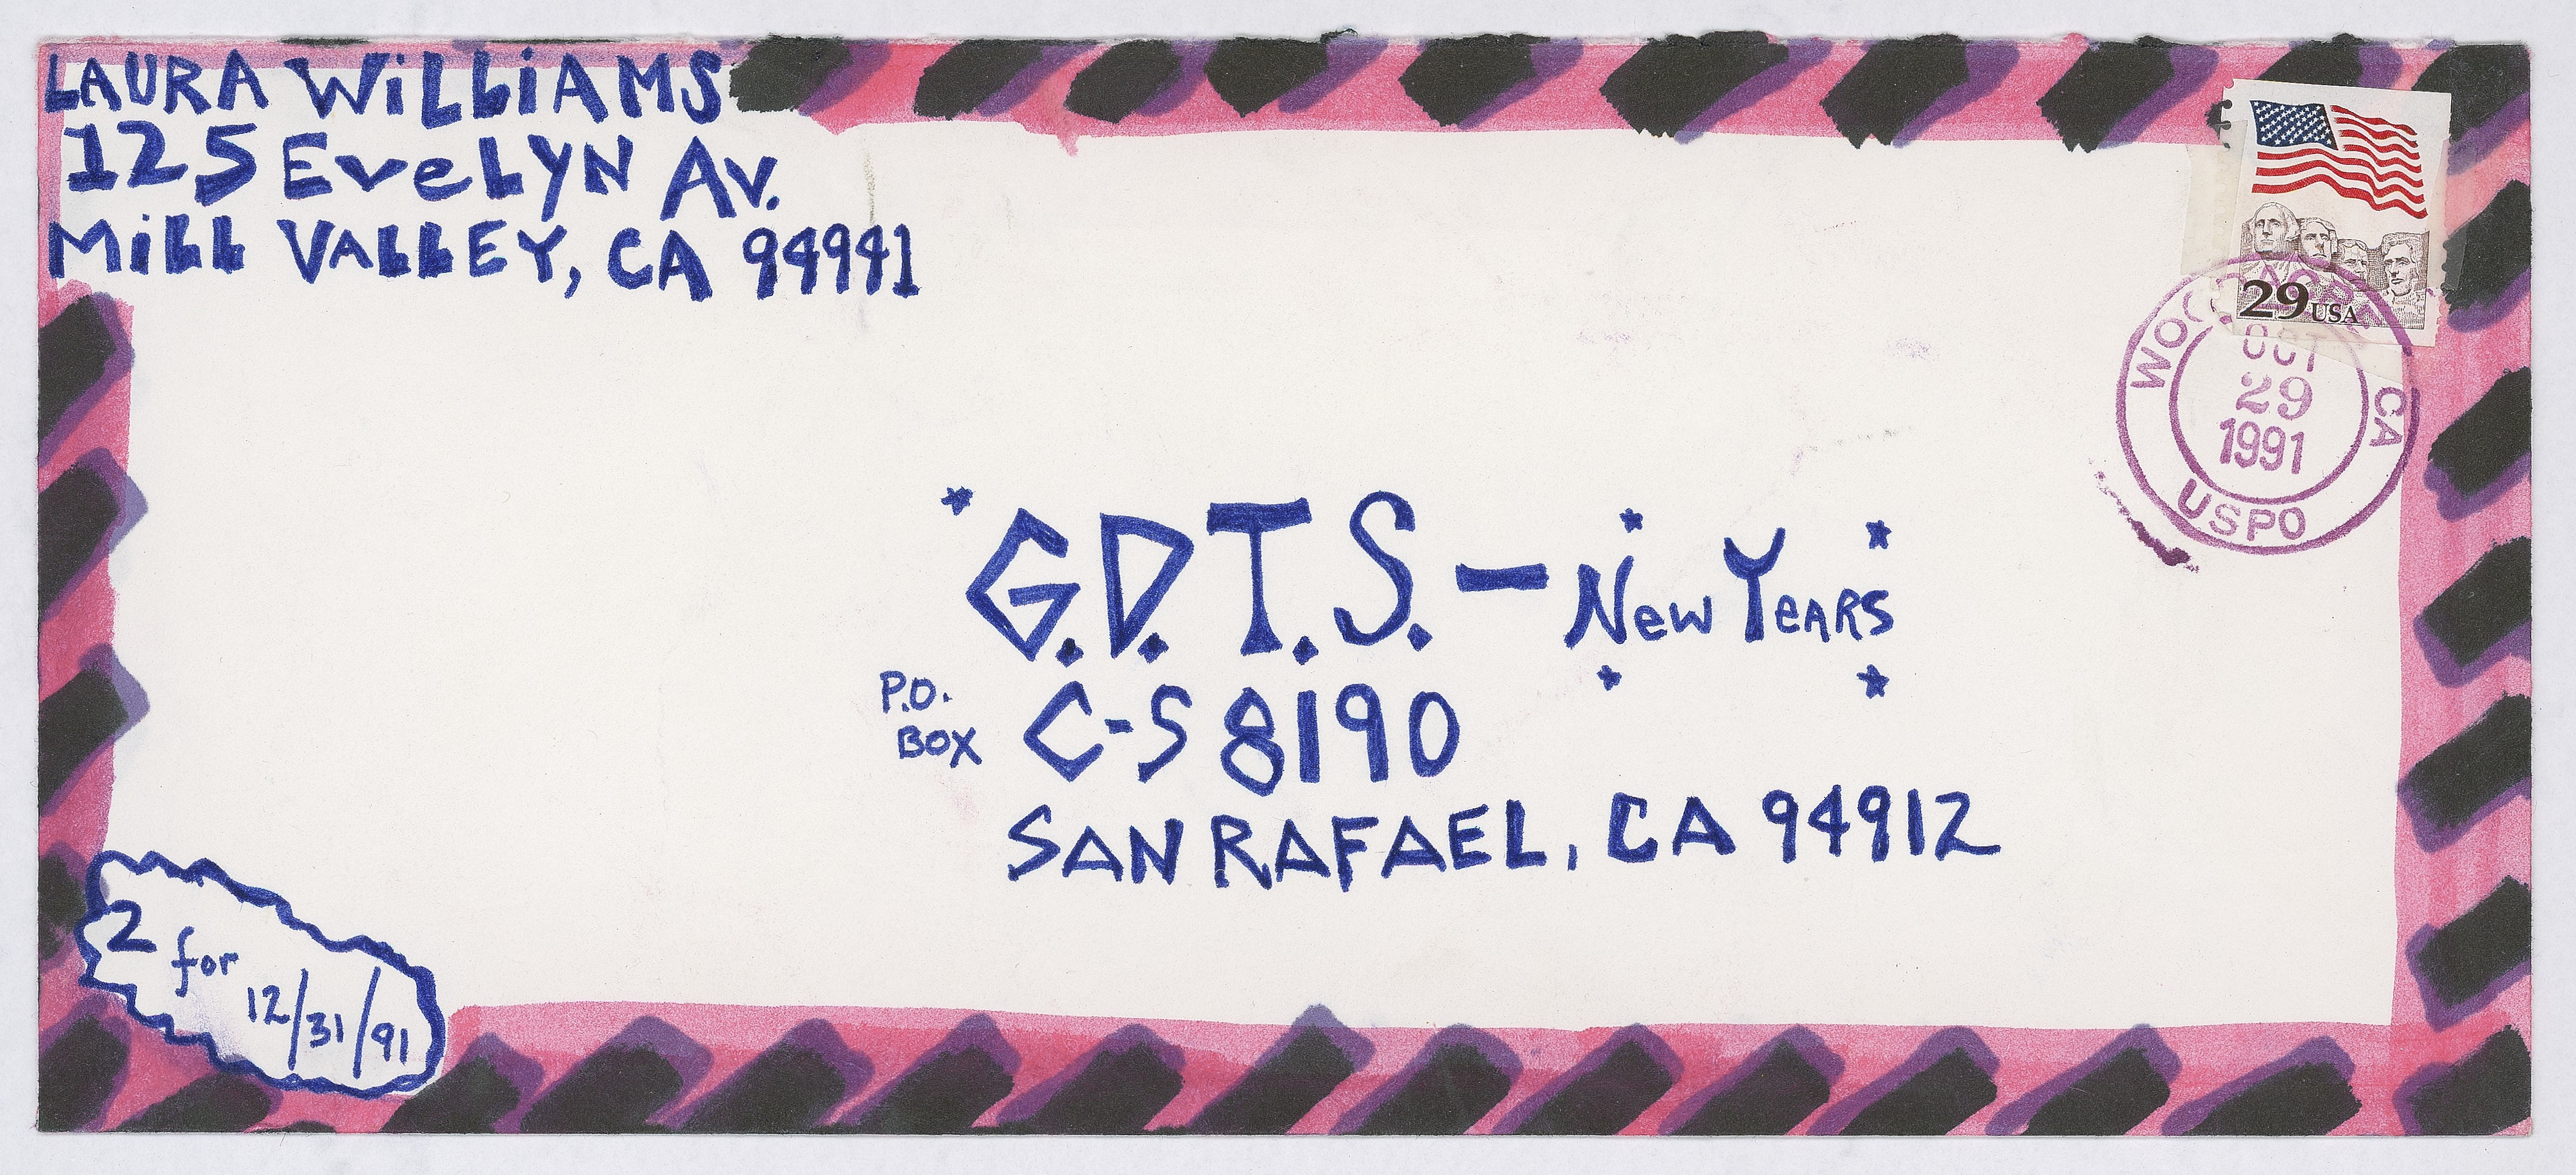 LAURA WiLLiAMS
125 EveLYN Av.
MiLL VALLEY, CA 94941
29 USA
OCT
29
1991
CA
USPO
G.D.T.S. - New YeARS
P.O. BOX C-S 8190
SAN RAFAEL, CA 94912
2 for 12/31/91